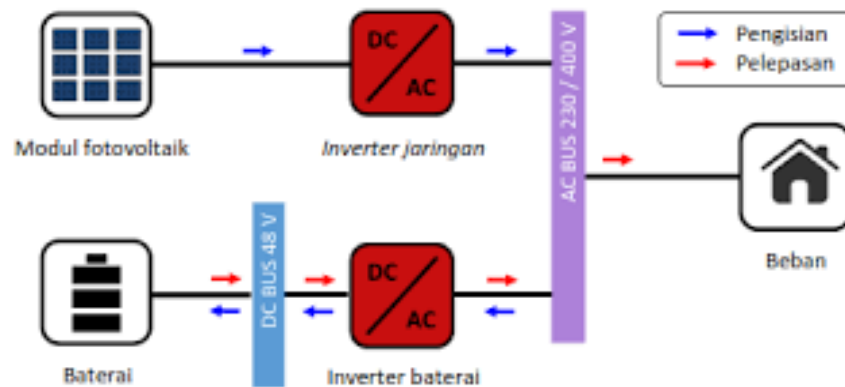 DC
AC
Pengisian
Pelepasan
Modul fotovoltaik
Inverter jaringan
AC BUS 230 / 400 V
Beban
DC BUS 48 V
DC
AC
Baterai
Inverter baterai